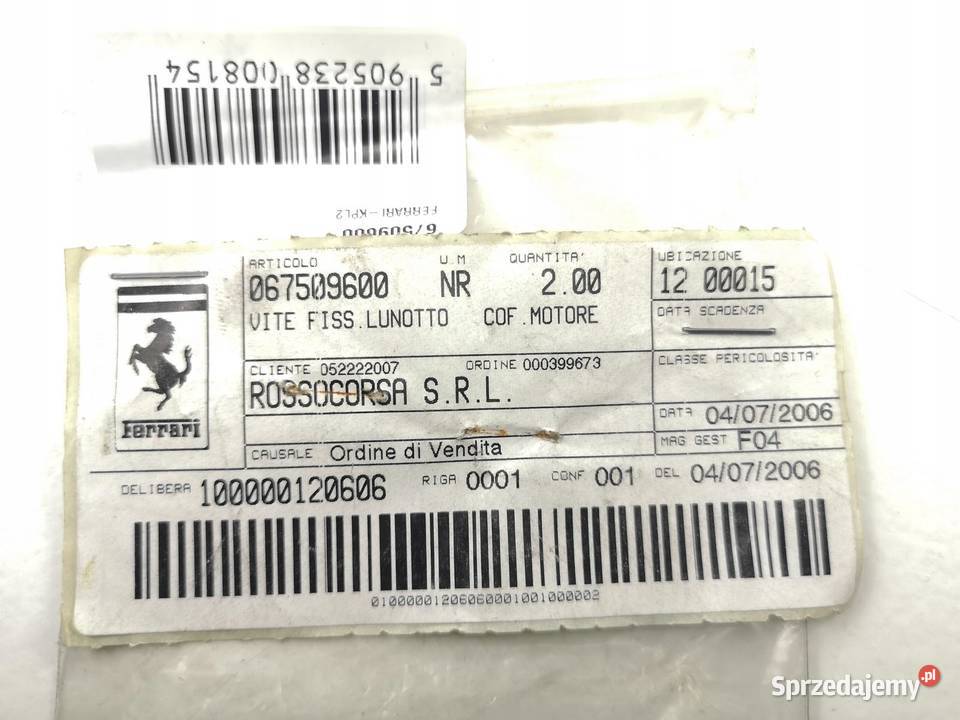 5 905238 008154
FERRARI-KPL2
67509600
ARTICOLO U.M QUANTITA'
067509600 NR 2.00
VITE FISS.LUNOTTO COF.MOTORE
UBICAZIONE
12 00015
DATA SCADENZA
CLIENTE 052222007 ORDINE 000399673
ROSSOCORSA S.R.L.
CLASSE PERICOLOSITA'
Ferrari
DATA 04/07/2006
CAUSALE Ordine di Vendita
MAG GEST F04
DELIBERA 100000120606 RIGA 0001 CONF 001 DEL 04/07/2006
01000001206060001001000002
Sprzedajemy.pl